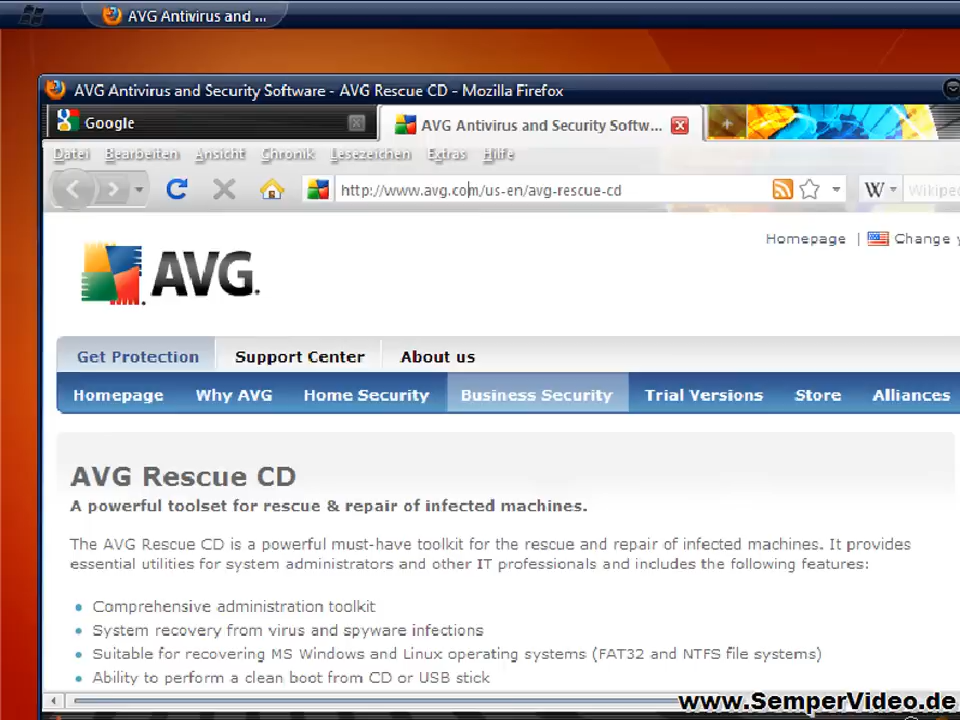 AVG Antivirus and ...
AVG Antivirus and Security Software - AVG Rescue CD - Mozilla Firefox
Google
AVG Antivirus and Security Softw...
Datei Bearbeiten Ansicht Chronik Lesezeichen Extras Hilfe
http://www.avg.com/us-en/avg-rescue-cd
W
Homepage | Change
AVG.
Get Protection Support Center About us
Homepage Why AVG Home Security Business Security Trial Versions Store Alliances
AVG Rescue CD
A powerful toolset for rescue & repair of infected machines.
The AVG Rescue CD is a powerful must-have toolkit for the rescue and repair of infected machines. It provides
essential utilities for system administrators and other IT professionals and includes the following features:
Comprehensive administration toolkit
System recovery from virus and spyware infections
Suitable for recovering MS Windows and Linux operating systems (FAT32 and NTFS file systems)
Ability to perform a clean boot from CD or USB stick
www.SemperVideo.de